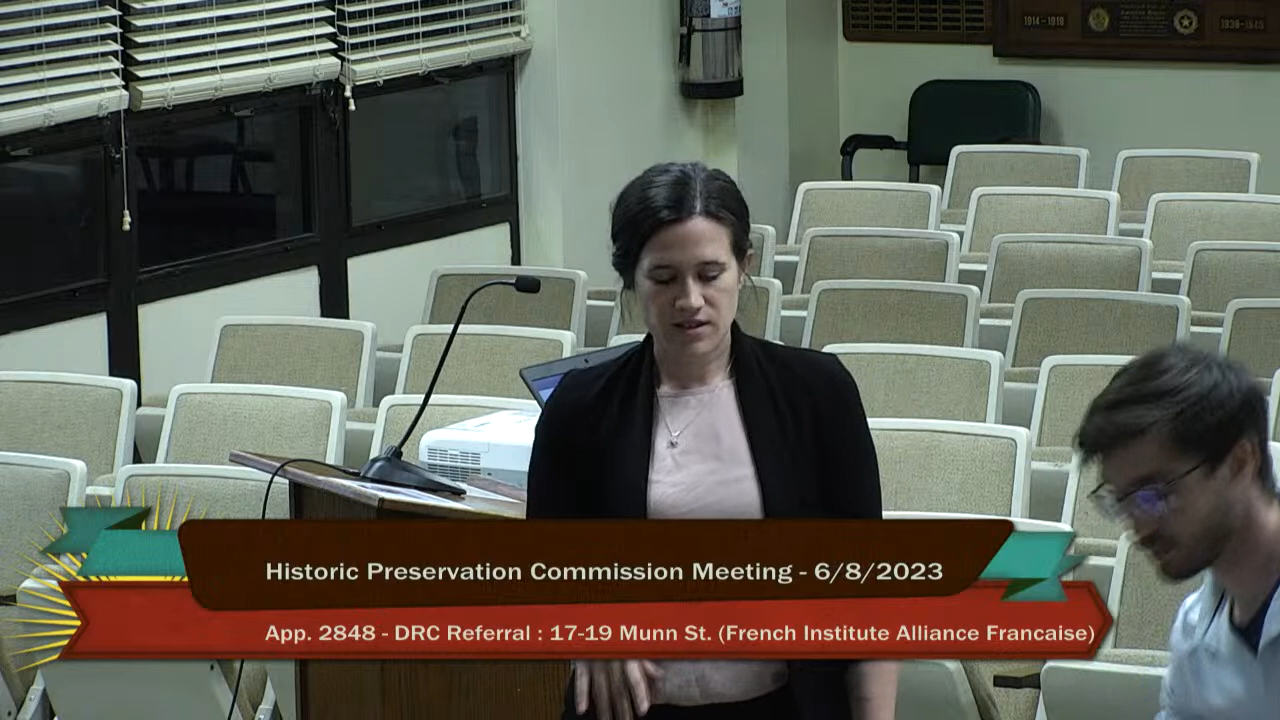 1914-1918
Historic Preservation Commission Meeting - 6/8/2023
App. 2848 - DRC Referral : 17-19 Munn St. (French Institute Alliance Francaise)